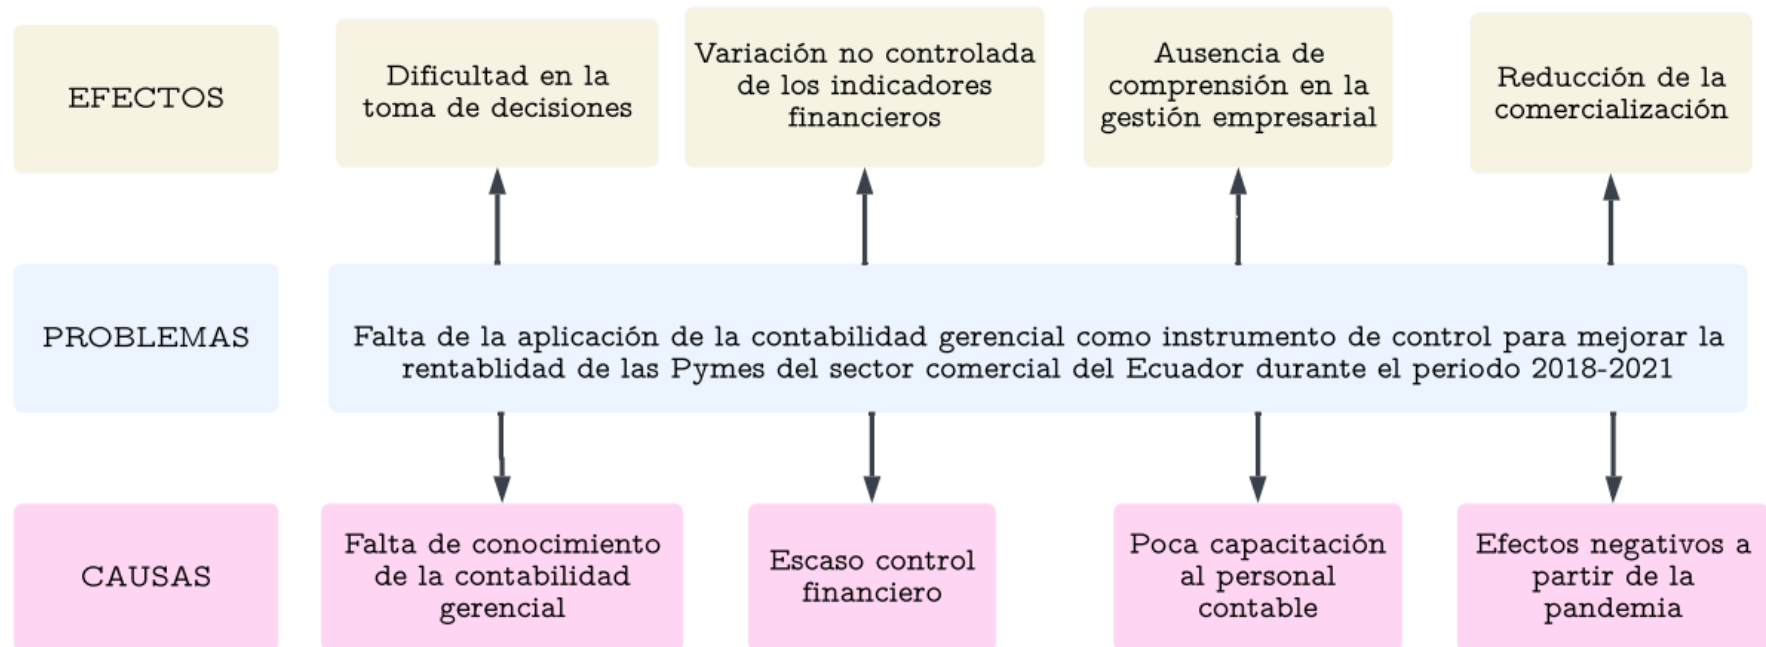 EFECTOS
Dificultad en la
toma de decisiones
Variación no controlada
de los indicadores
financieros
Ausencia de
comprensión en la
gestión empresarial
Reducción de la
comercialización
PROBLEMAS
Falta de la aplicación de la contabilidad gerencial como instrumento de control para mejorar la
rentablidad de las Pymes del sector comercial del Ecuador durante el periodo 2018-2021
CAUSAS
Falta de conocimiento
de la contabilidad
gerencial
Escaso control
financiero
Poca capacitación
al personal
contable
Efectos negativos a
partir de la
pandemia